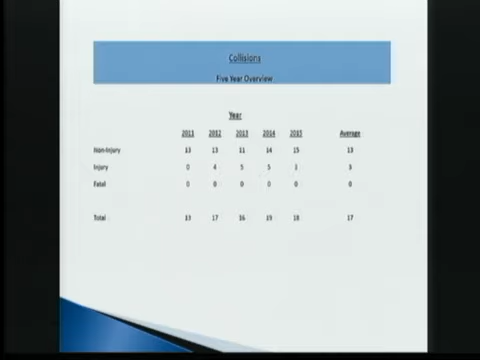 Collisions
Five Year Overview
Year
2011 2012 2013 2014 2015 Average
Non-Injury 13 13 11 14 15 13
Injury 0 4 5 5 3 3
Fatal 0 0 0 0 0 0
Total 13 17 16 19 18 17